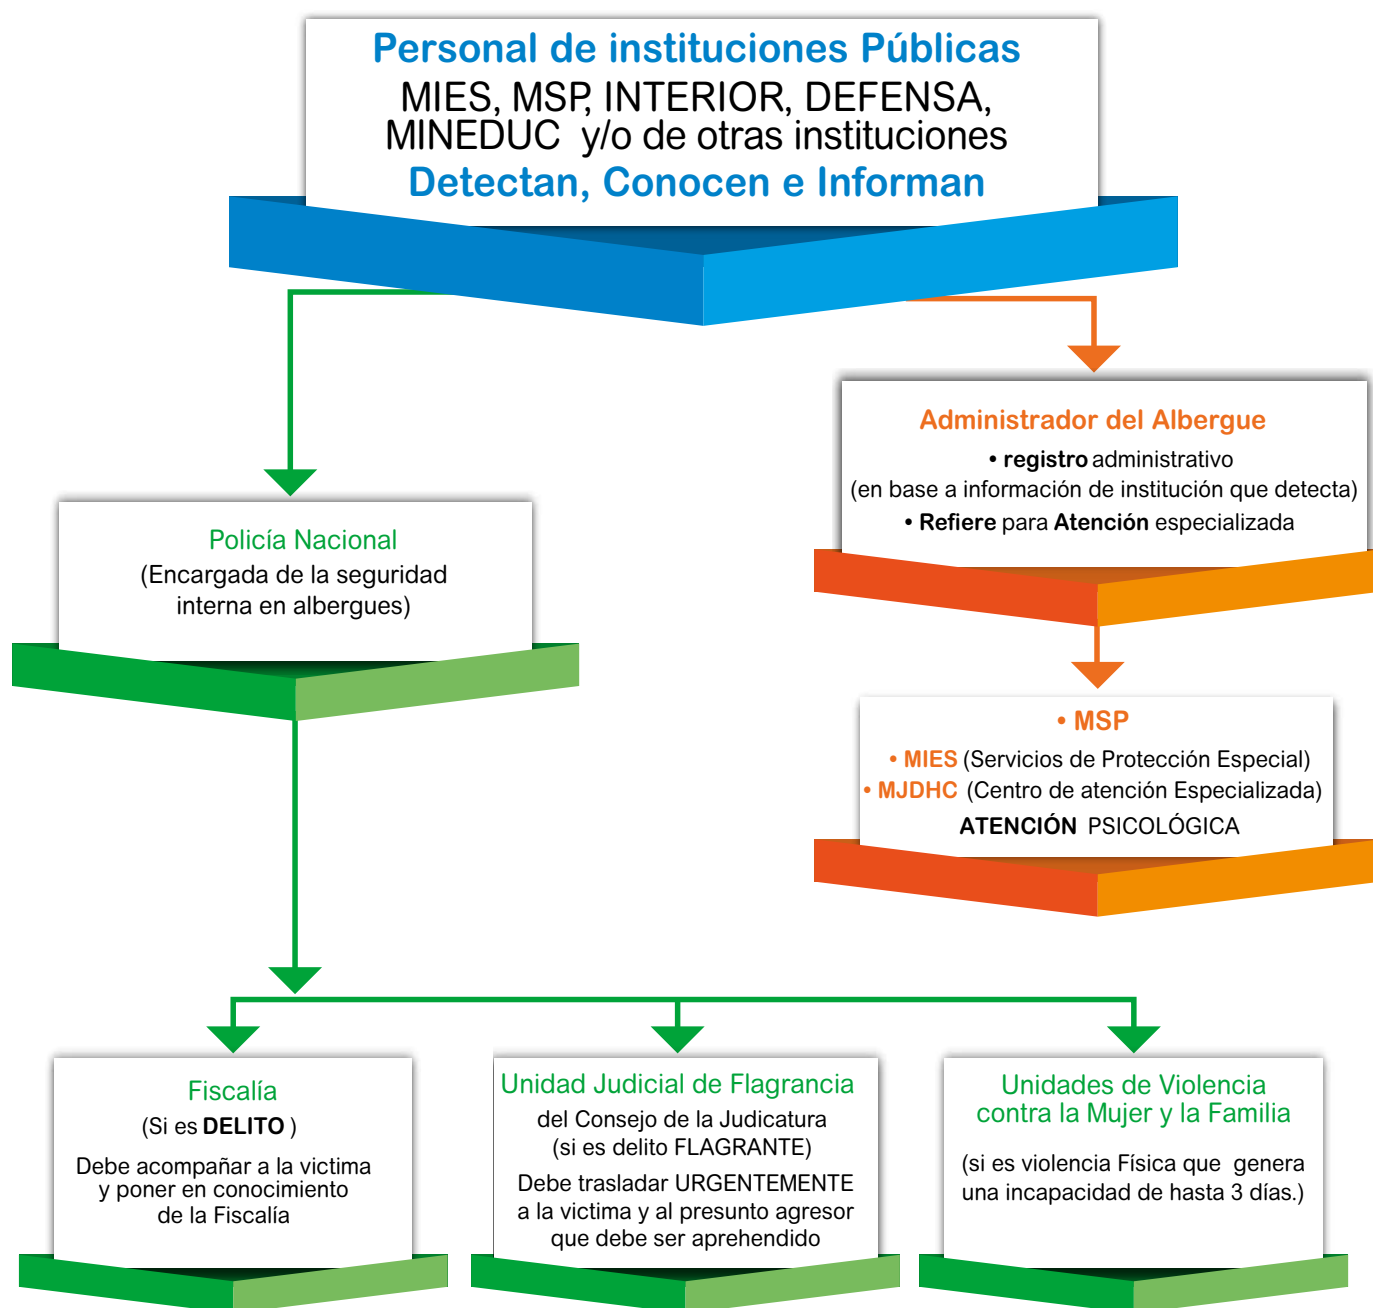 Personal de instituciones Públicas
MIES, MSP, INTERIOR, DEFENSA,
MINEDUC y/o de otras instituciones
Detectan, Conocen e Informan
Administrador del Albergue
• registro administrativo
(en base a información de institución que detecta)
• Refiere para Atención especializada
Policía Nacional
(Encargada de la seguridad
interna en albergues)
• MSP
• MIES (Servicios de Protección Especial)
• MJDHC (Centro de atención Especializada)
ATENCIÓN PSICOLÓGICA
Fiscalía
(Si es DELITO )
Debe acompañar a la victima
y poner en conocimiento
de la Fiscalía
Unidad Judicial de Flagrancia
del Consejo de la Judicatura
(si es delito FLAGRANTE)
Debe trasladar URGENTEMENTE
a la victima y al presunto agresor
que debe ser aprehendido
Unidades de Violencia
contra la Mujer y la Familia
(si es violencia Física que genera
una incapacidad de hasta 3 días.)